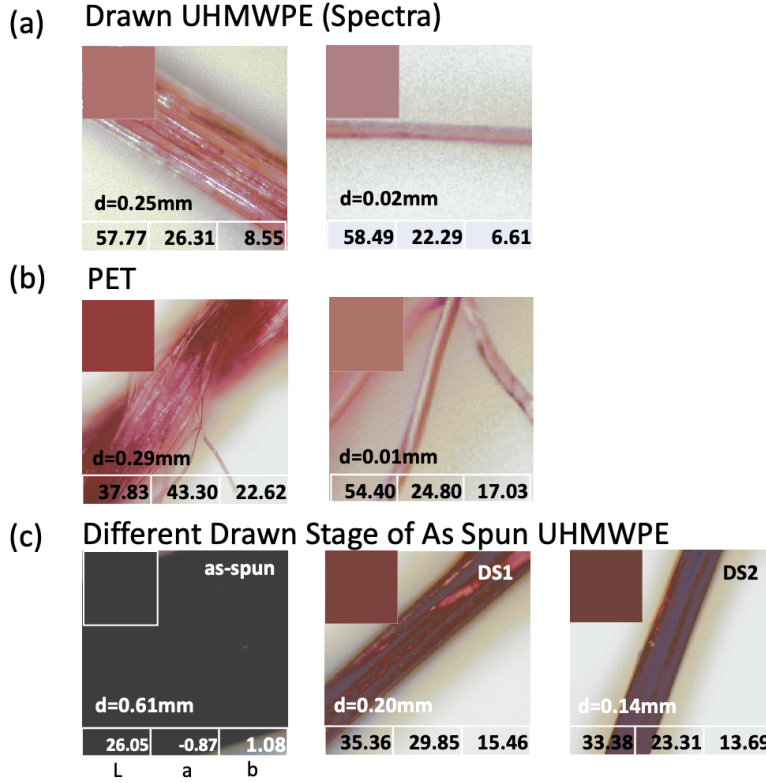 (a) Drawn UHMWPE (Spectra)
d=0.25mm
57.77 26.31 8.55
d=0.02mm
58.49 22.29 6.61
(b) PET
d=0.29mm
37.83 43.30 22.62
d=0.01mm
54.40 24.80 17.03
(c) Different Drawn Stage of As Spun UHMWPE
as-spun
d=0.61mm
26.05 -0.87 1.08
L a b
DS1
d=0.20mm
35.36 29.85 15.46
DS2
d=0.14mm
33.38 23.31 13.69